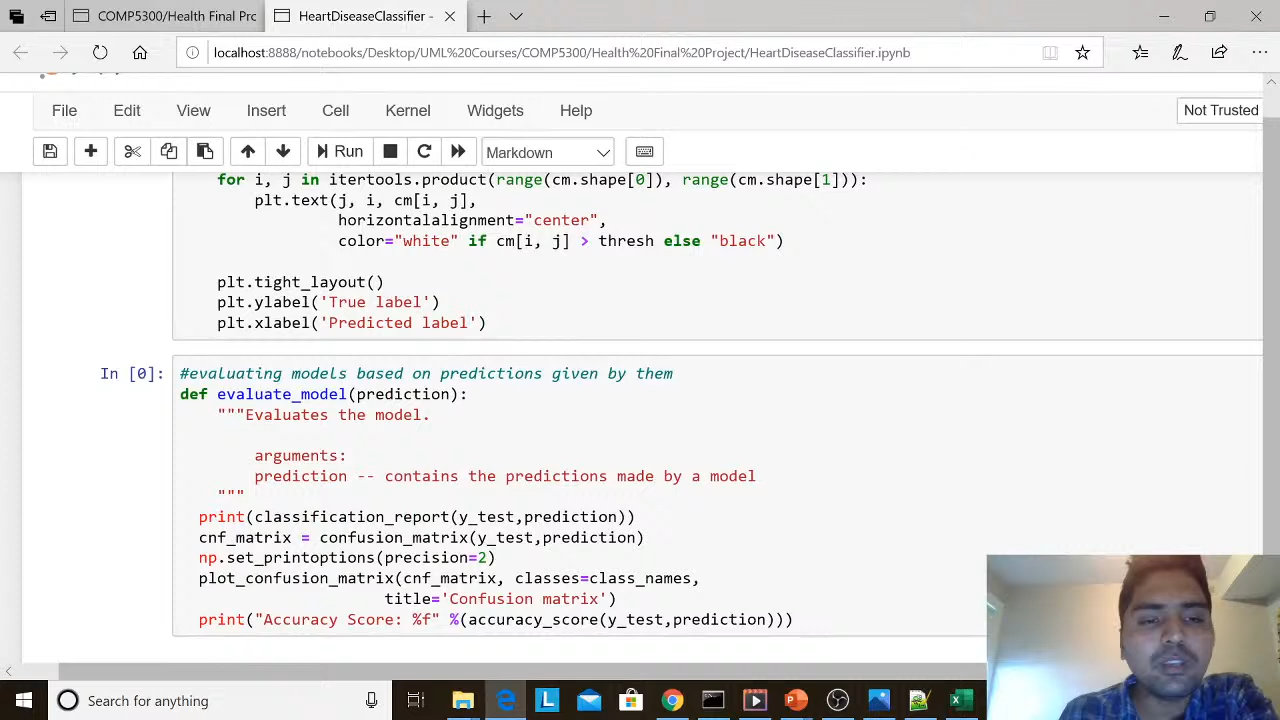 COMP5300/Health Final Pro
HeartDiseaseClassifier -
localhost:8888/notebooks/Desktop/UML%20Courses/COMP5300/Health%20Final%20Project/HeartDiseaseClassifier.ipynb
File Edit View Insert Cell Kernel Widgets Help Not Trusted
Run Markdown
for i, j in itertools.product(range(cm.shape[0]), range(cm.shape[1])):
plt.text(j, i, cm[i, j],
horizontalalignment="center",
color="white" if cm[i, j] > thresh else "black")
plt.tight_layout()
plt.ylabel('True label')
plt.xlabel('Predicted label')
In [0]:
#evaluating models based on predictions given by them
def evaluate_model(prediction):
"""Evaluates the model.
arguments:
prediction -- contains the predictions made by a model
"""
print(classification_report(y_test,prediction))
cnf_matrix = confusion_matrix(y_test,prediction)
np.set_printoptions(precision=2)
plot_confusion_matrix(cnf_matrix, classes=class_names,
title='Confusion matrix')
print("Accuracy Score: %f" %(accuracy_score(y_test,prediction)))
Search for anything